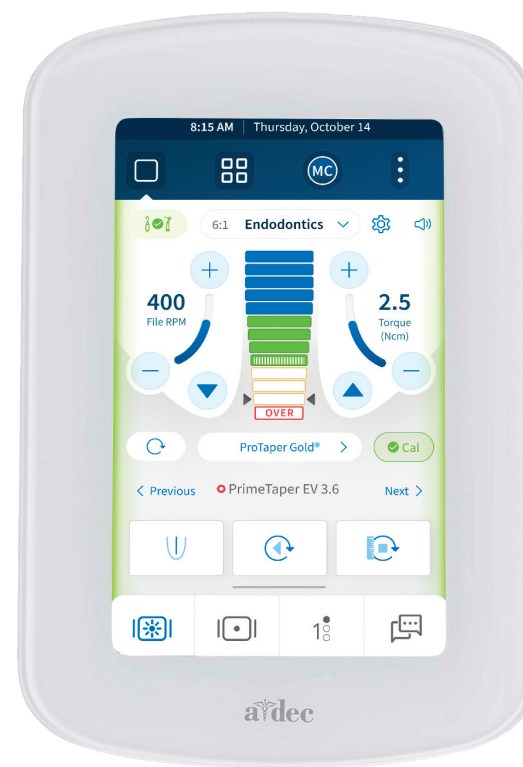 8:15 AM | Thursday, October 14
MC
6:1 Endodontics
400
File RPM
2.5
Torque
(Ncm)
OVER
ProTaper Gold®
Cal
Previous
PrimeTaper EV 3.6
Next
1
a dec